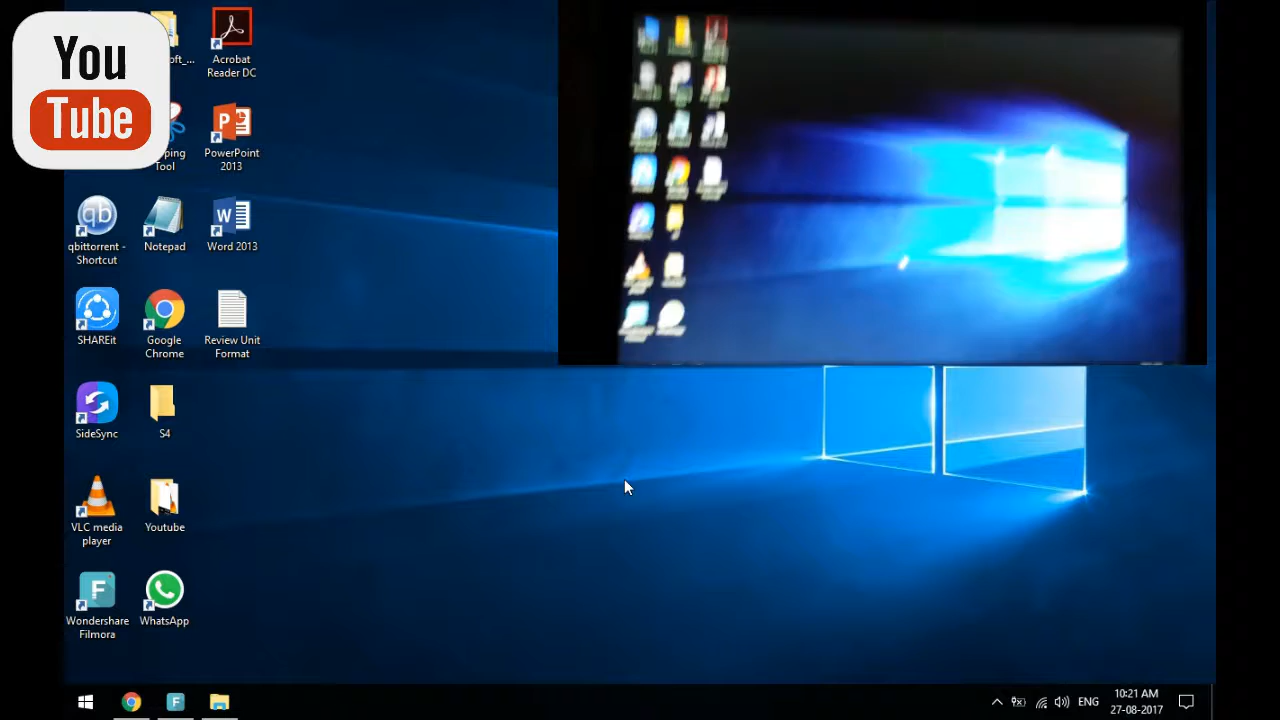 You
Tube
oft_...
Acrobat
Reader DC
pping
Tool
PowerPoint
2013
qb
qbittorrent -
Shortcut
Notepad
W
Word 2013
SHAREit
Google
Chrome
Review Unit
Format
SideSync
S4
VLC media
player
Youtube
F
Wondershare
Filmora
WhatsApp
F
ENG
10:21 AM
27-08-2017